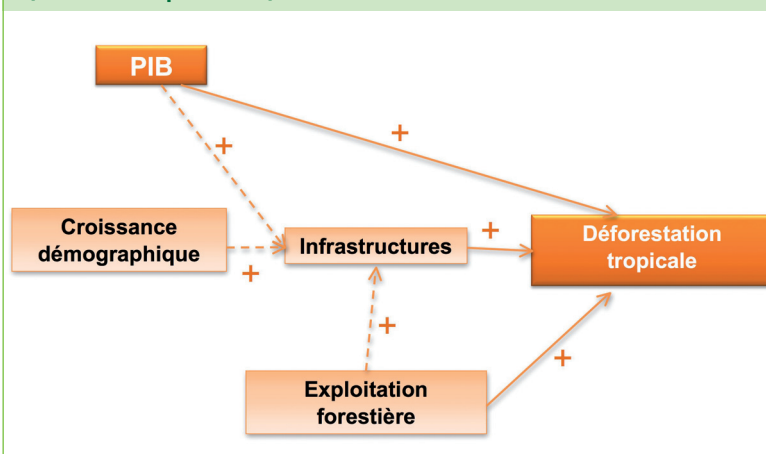 PIB
+
+
+
Croissance
démographique
Infrastructures
Déforestation
tropicale
+
+
+
Exploitation
forestière